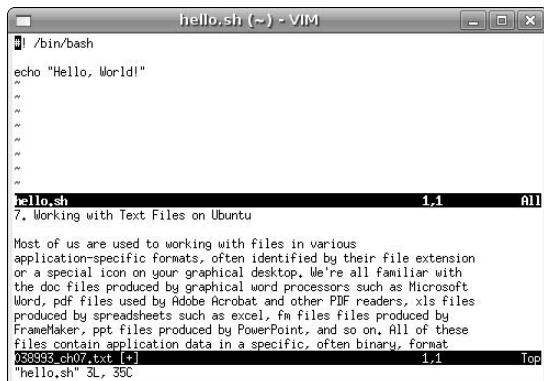 hello.sh (~) - VIM
#! /bin/bash

echo "Hello, World!"
~
~
~
~
~
~
~
hello.sh 1,1 All
7. Working with Text Files on Ubuntu

Most of us are used to working with files in various
application-specific formats, often identified by their file extension
or a special icon on your graphical desktop. We're all familiar with
the doc files produced by graphical word processors such as Microsoft
Word, pdf files used by Adobe Acrobat and other PDF readers, xls files
produced by spreadsheets such as excel, fm files files produced by
FrameMaker, ppt files produced by PowerPoint, and so on. All of these
files contain application data in a specific, often binary, format
038993_ch07.txt [+] 1,1 Top
"hello.sh" 3L, 35C